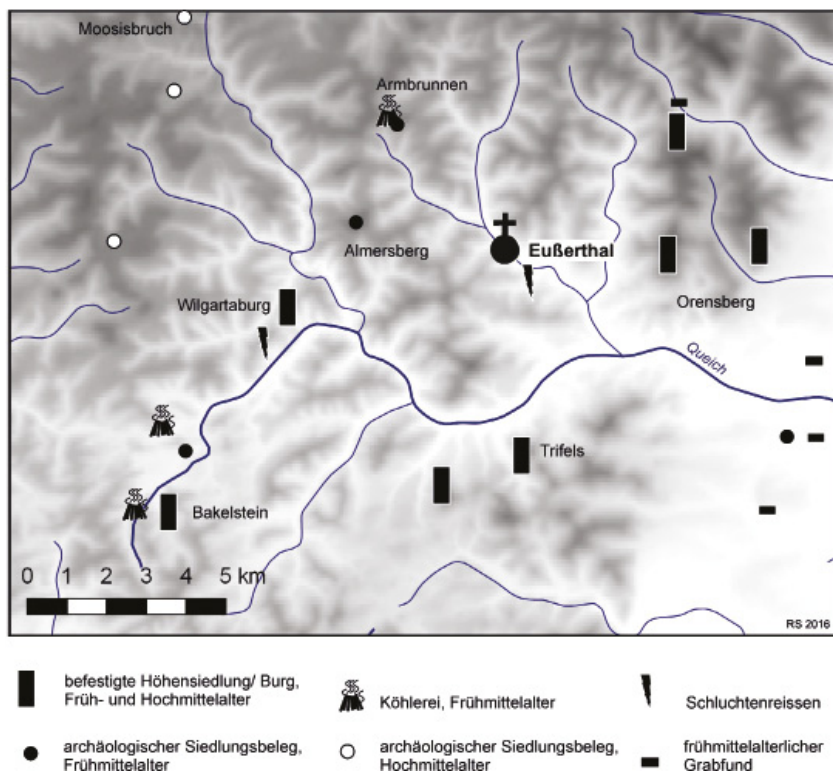 Moosisbruch
Armbrunnen
Almersberg
Eußerthal
Wilgartaburg
Orensberg
Queich
Trifels
Bakelstein
0 1 2 3 4 5 km
RS 2016
befestigte Höhensiedlung/ Burg,
Früh- und Hochmittelalter
Köhlerei, Frühmittelalter
Schluchtenreissen
archäologischer Siedlungsbeleg,
Frühmittelalter
archäologischer Siedlungsbeleg,
Hochmittelalter
frühmittelalterlicher
Grabfund